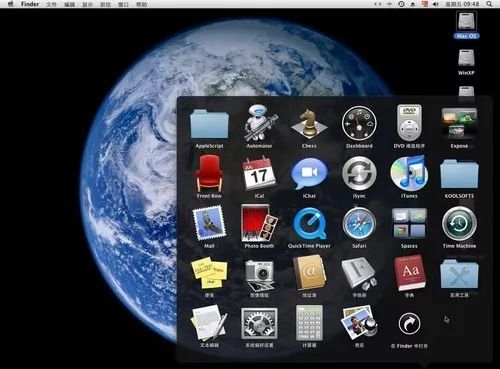 Finder 文件 编辑 显示 前往 窗口 帮助 星期五 09:48
Mac OS
WinXP
AppleScript Automator Chess Dashboard DVD 播放程序 Exposé
DVD
Front Row iCal iChat iSync iTunes KOOLSOFTS
17
Mail Photo Booth QuickTime Player Safari Spaces Time Machine
便笺 图像捕捉 地址簿 字体册 字典 实用工具
@
Aa
文本编辑 系统偏好设置 计算器 预览 在 Finder 中打开